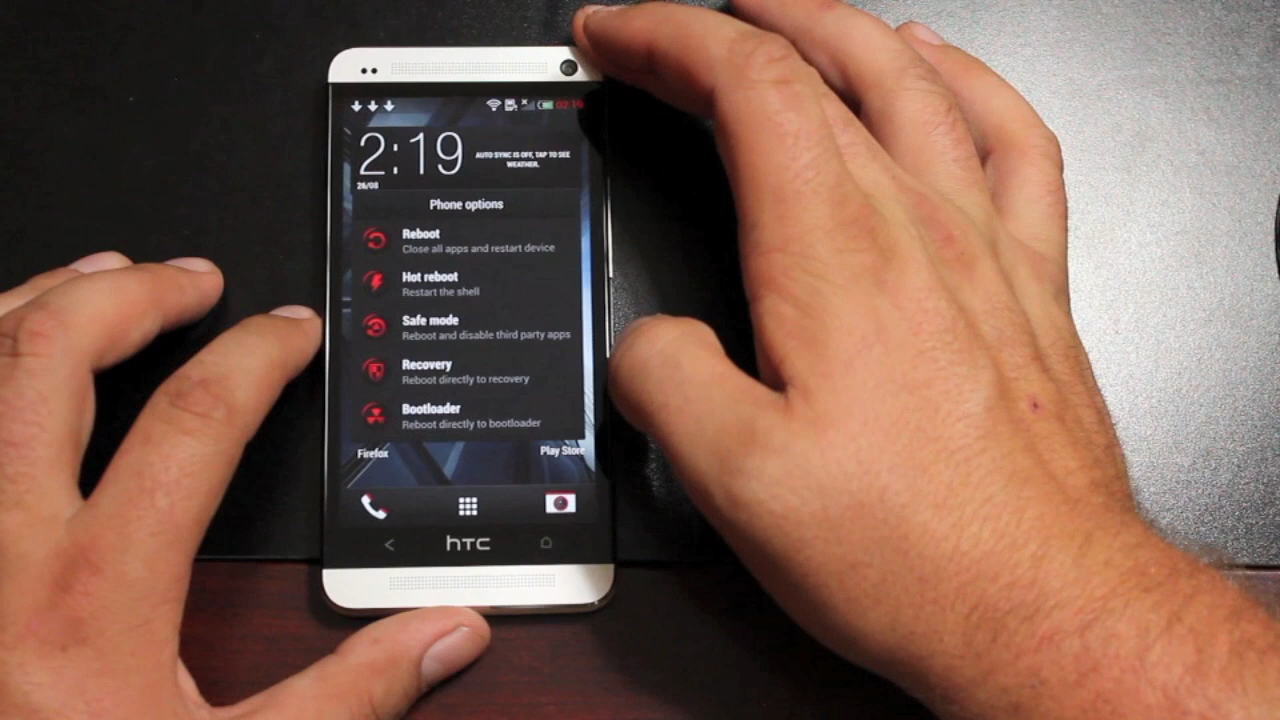 02:19
2:19
AUTO SYNC IS OFF, TAP TO SEE
WEATHER.
26/08
Phone options
Reboot
Close all apps and restart device
Hot reboot
Restart the shell
Safe mode
Reboot and disable third party apps
Recovery
Reboot directly to recovery
Bootloader
Reboot directly to bootloader
Firefox
Play Store
hTC